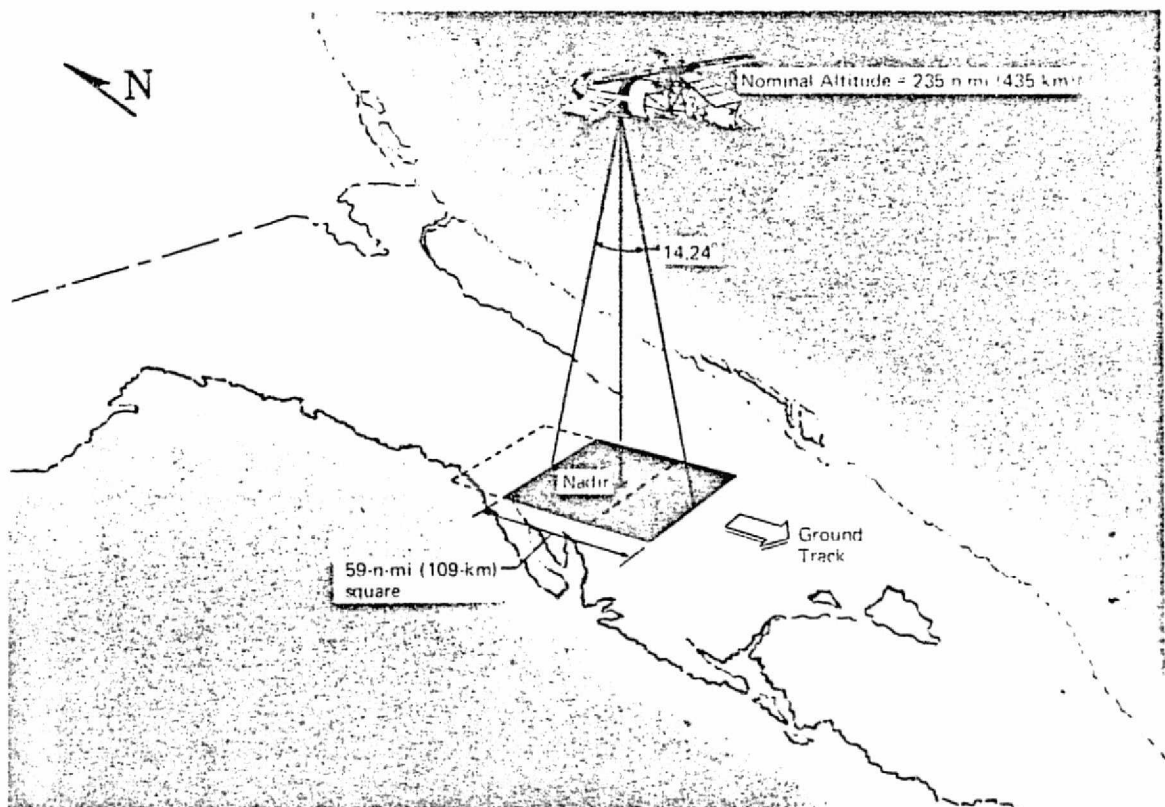 N
Nominal Altitude = 235 n mi (435 km)
14.24°
Nadir
Ground
Track
59-n-mi (109-km)
square